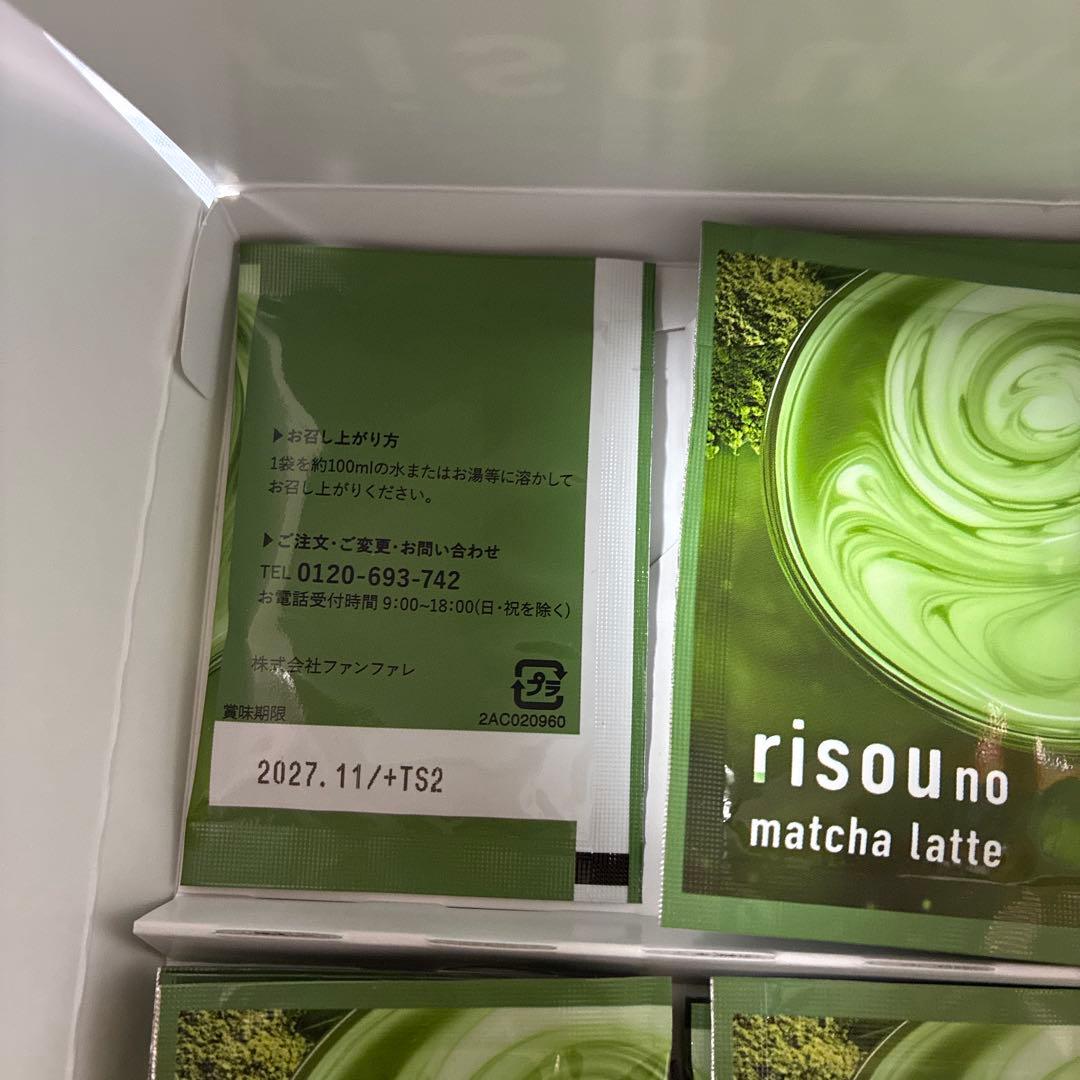 ▶お召し上がり方
1袋を約100mlの水またはお湯等に溶かして
お召し上がりください。
▶ご注文・ご変更・お問い合わせ
TEL 0120-693-742
お電話受付時間 9:00~18:00(日・祝を除く)
株式会社ファンファレ
プラ
2AC020960
賞味期限
2027.11/+TS2
risou no
matcha latte